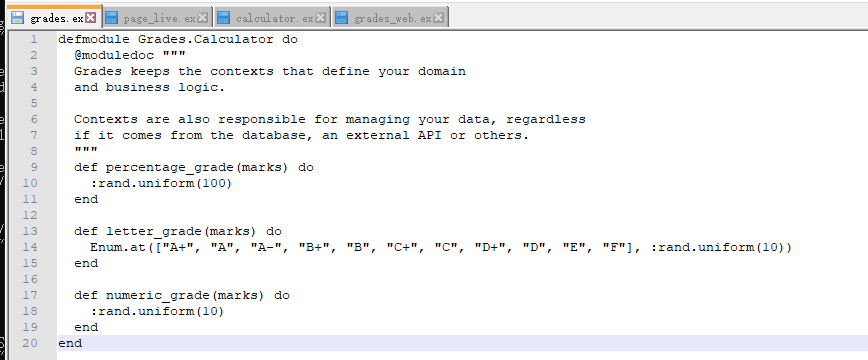 grades.ex page_live.ex calculator.ex grades_web.ex
1 defmodule Grades.Calculator do
2   @moduledoc """
3   Grades keeps the contexts that define your domain
4   and business logic.
5
6   Contexts are also responsible for managing your data, regardless
7   if it comes from the database, an external API or others.
8   """
9   def percentage_grade(marks) do
10     :rand.uniform(100)
11   end
12
13   def letter_grade(marks) do
14     Enum.at(["A+", "A", "A-", "B+", "B", "C+", "C", "D+", "D", "E", "F"], :rand.uniform(10))
15   end
16
17   def numeric_grade(marks) do
18     :rand.uniform(10)
19   end
20 end